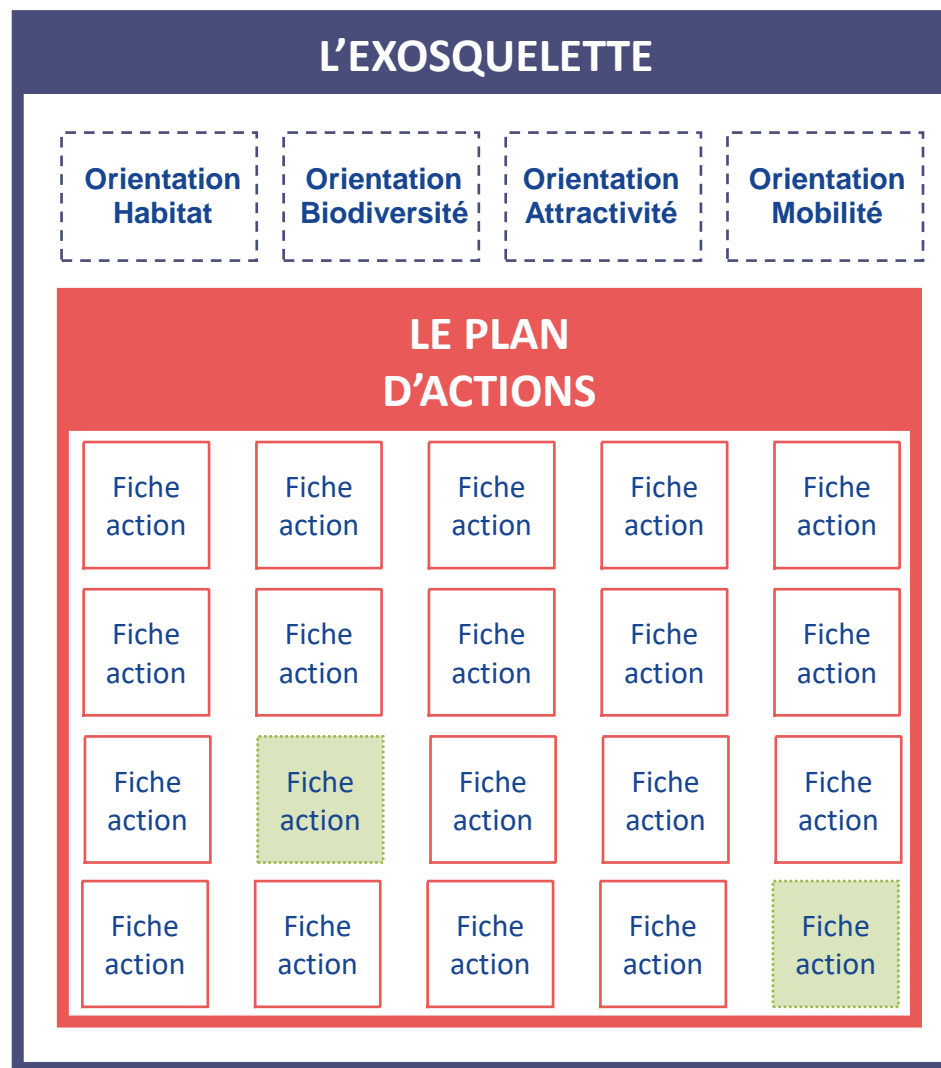 L’EXOSQUELETTE
Orientation
Habitat
Orientation
Biodiversité
Orientation
Attractivité
Orientation
Mobilité
LE PLAN
D’ACTIONS
Fiche
action
Fiche
action
Fiche
action
Fiche
action
Fiche
action
Fiche
action
Fiche
action
Fiche
action
Fiche
action
Fiche
action
Fiche
action
Fiche
action
Fiche
action
Fiche
action
Fiche
action
Fiche
action
Fiche
action
Fiche
action
Fiche
action
Fiche
action